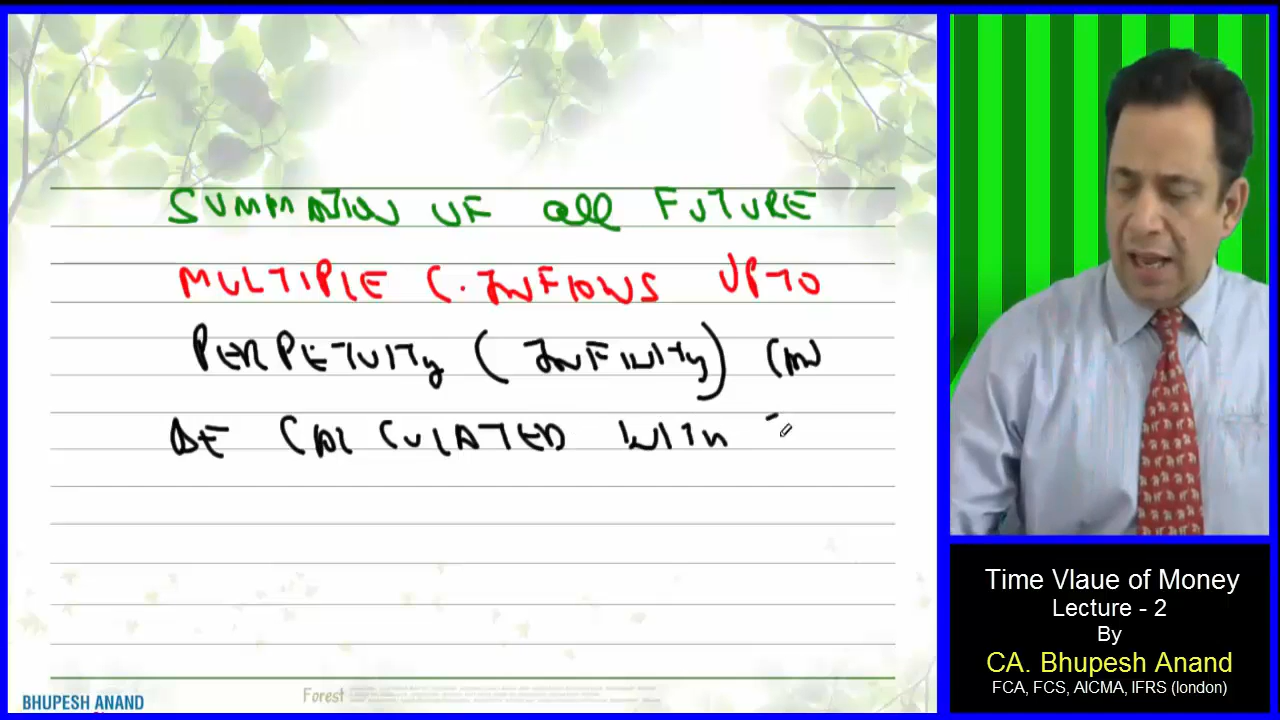 SUMMATION OF all FUTURE
MULTIPLE C. INFLOWS UPTO
PERPETUITY (INFINITY) CAN
BE CALCULATED WITH
BHUPESH ANAND
Forest
Time Vlaue of Money
Lecture - 2
By
CA. Bhupesh Anand
FCA, FCS, AICMA, IFRS (london)